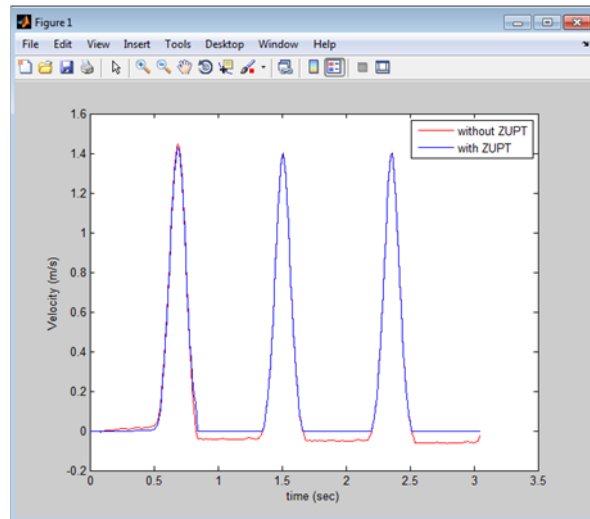 Figure 1
File Edit View Insert Tools Desktop Window Help
1.6
without ZUPT
1.4
with ZUPT
1.2
1
0.8
0.6
0.4
0.2
0
-0.2
Velocity (m/s)
0 0.5 1 1.5 2 2.5 3 3.5
time (sec)